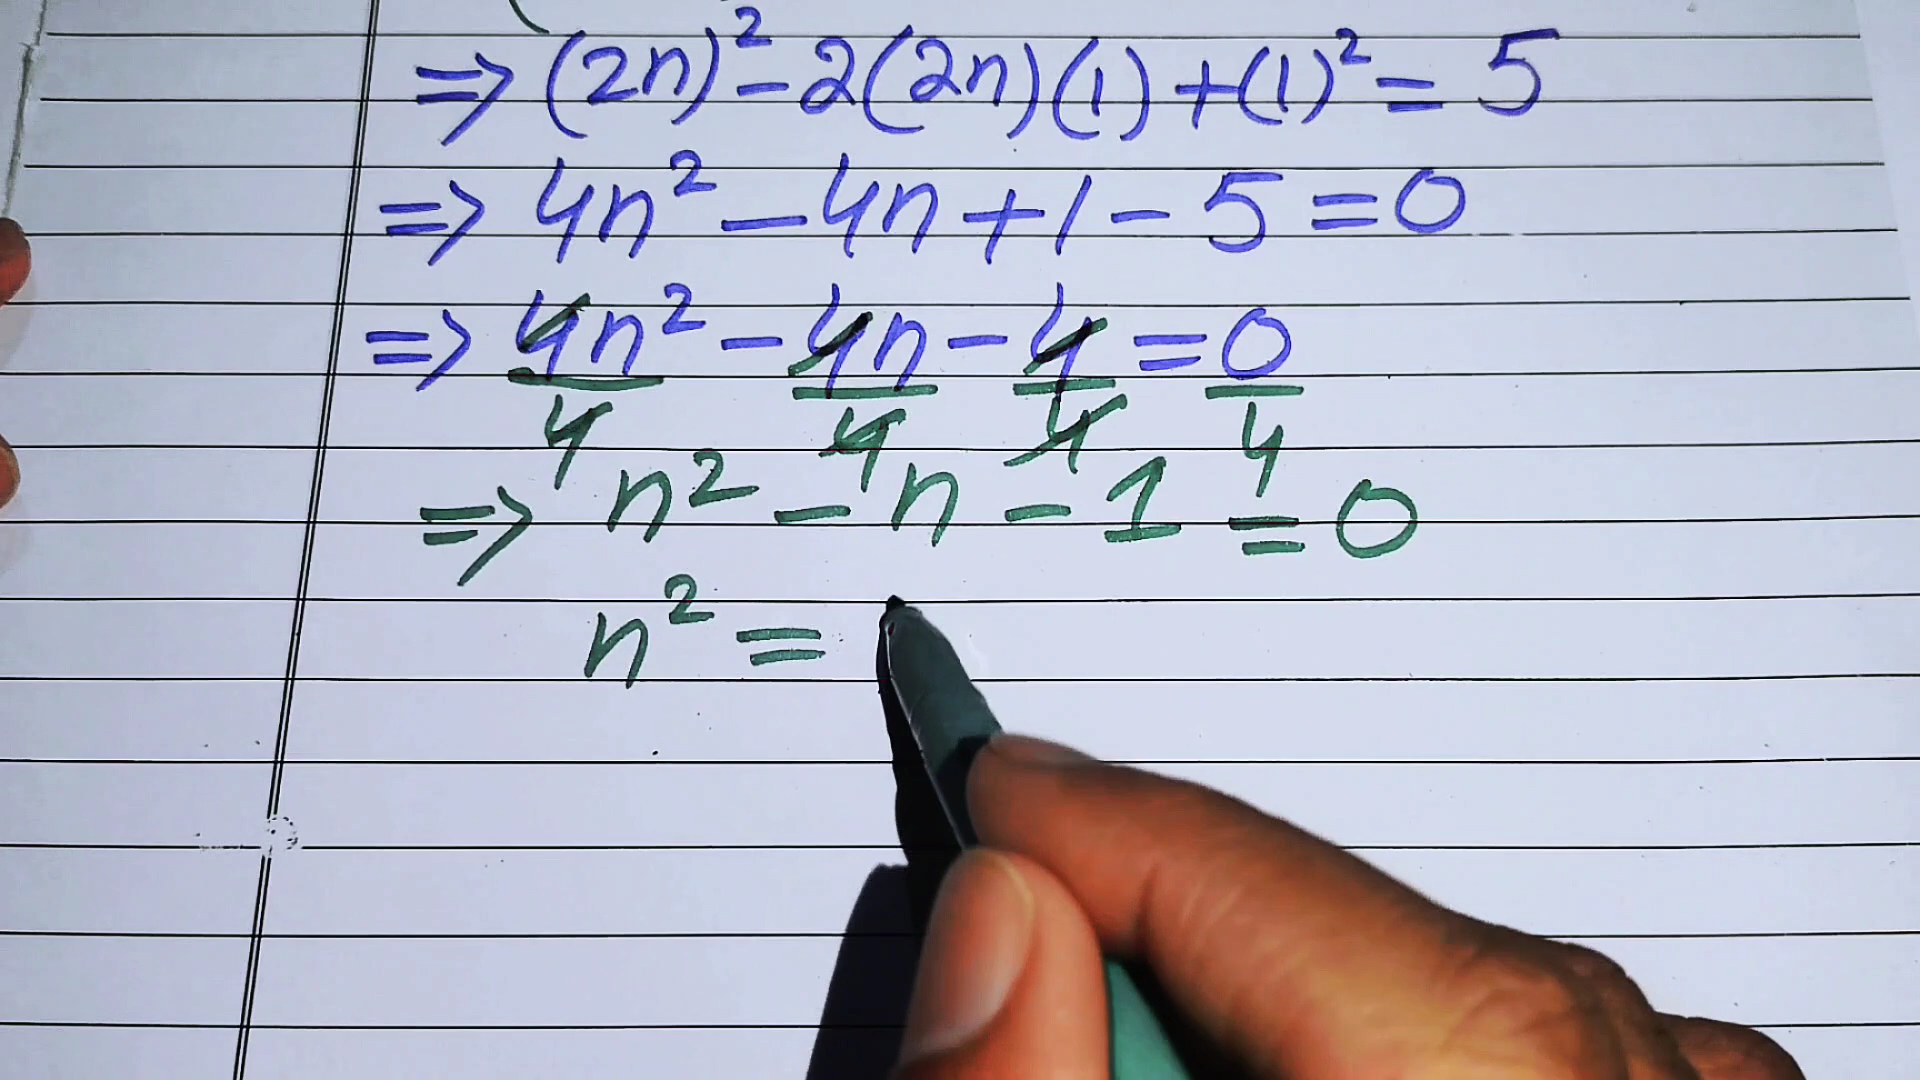 => (2n)² - 2(2n)(1) + (1)² = 5
=> 4n² - 4n + 1 - 5 = 0
=> 4n²/4 - 4n/4 - 4/4 = 0/4
=> n² - n - 1 = 0
n² =